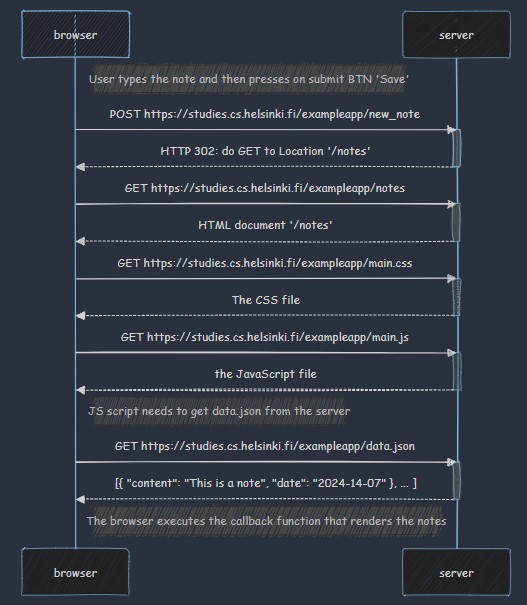 browser server
User types the note and then presses on submit BTN 'Save'
POST https://studies.cs.helsinki.fi/exampleapp/new_note
HTTP 302: do GET to Location '/notes'
GET https://studies.cs.helsinki.fi/exampleapp/notes
HTML document '/notes'
GET https://studies.cs.helsinki.fi/exampleapp/main.css
The CSS file
GET https://studies.cs.helsinki.fi/exampleapp/main.js
the JavaScript file
JS script needs to get data.json from the server
GET https://studies.cs.helsinki.fi/exampleapp/data.json
[{ "content": "This is a note", "date": "2024-14-07" }, ... ]
The browser executes the callback function that renders the notes
browser server